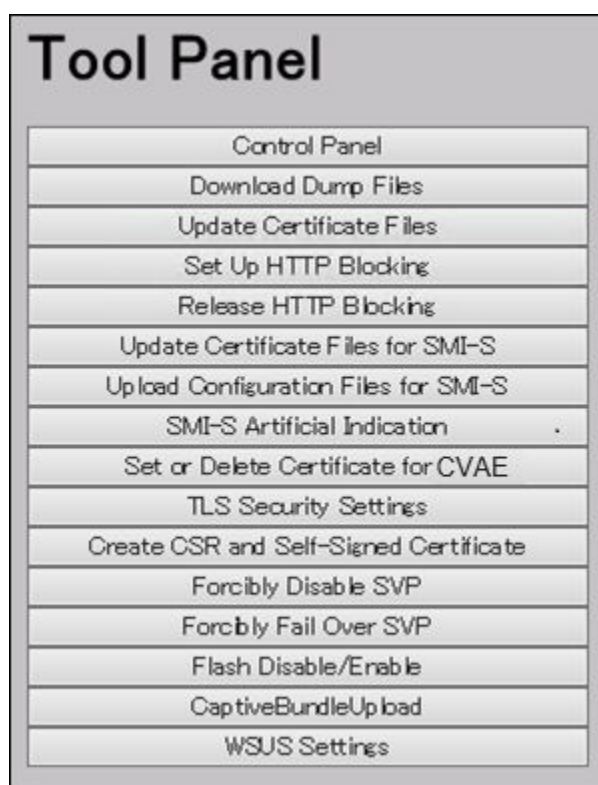 Tool Panel
Control Panel
Download Dump Files
Update Certificate Files
Set Up HTTP Blocking
Release HTTP Blocking
Update Certificate Files for SMI-S
Upload Configuration Files for SMI-S
SMI-S Artificial Indication
Set or Delete Certificate for CVAE
TLS Security Settings
Create CSR and Self-Signed Certificate
Forcibly Disable SVP
Forcibly Fail Over SVP
Flash Disable/Enable
CaptiveBundleUpload
WSUS Settings